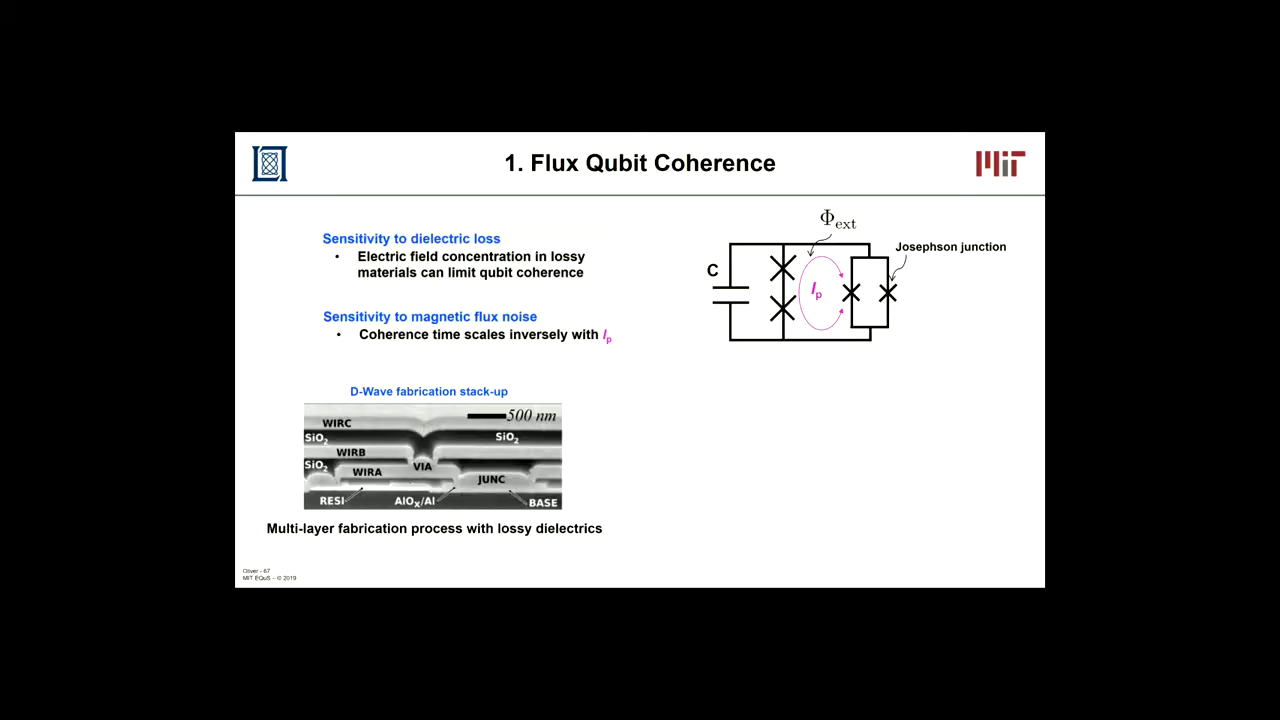 1. Flux Qubit Coherence
MIT
Sensitivity to dielectric loss
• Electric field concentration in lossy
materials can limit qubit coherence
Sensitivity to magnetic flux noise
• Coherence time scales inversely with Ip
Φext
Josephson junction
C
Ip
D-Wave fabrication stack-up
500 nm
WIRC
SiO2
SiO2
WIRB
SiO2
VIA
WIRA
JUNC
RESI
AlOx/Al
BASE
Multi-layer fabrication process with lossy dielectrics
Oliver - 67
MIT EQuS – © 2019